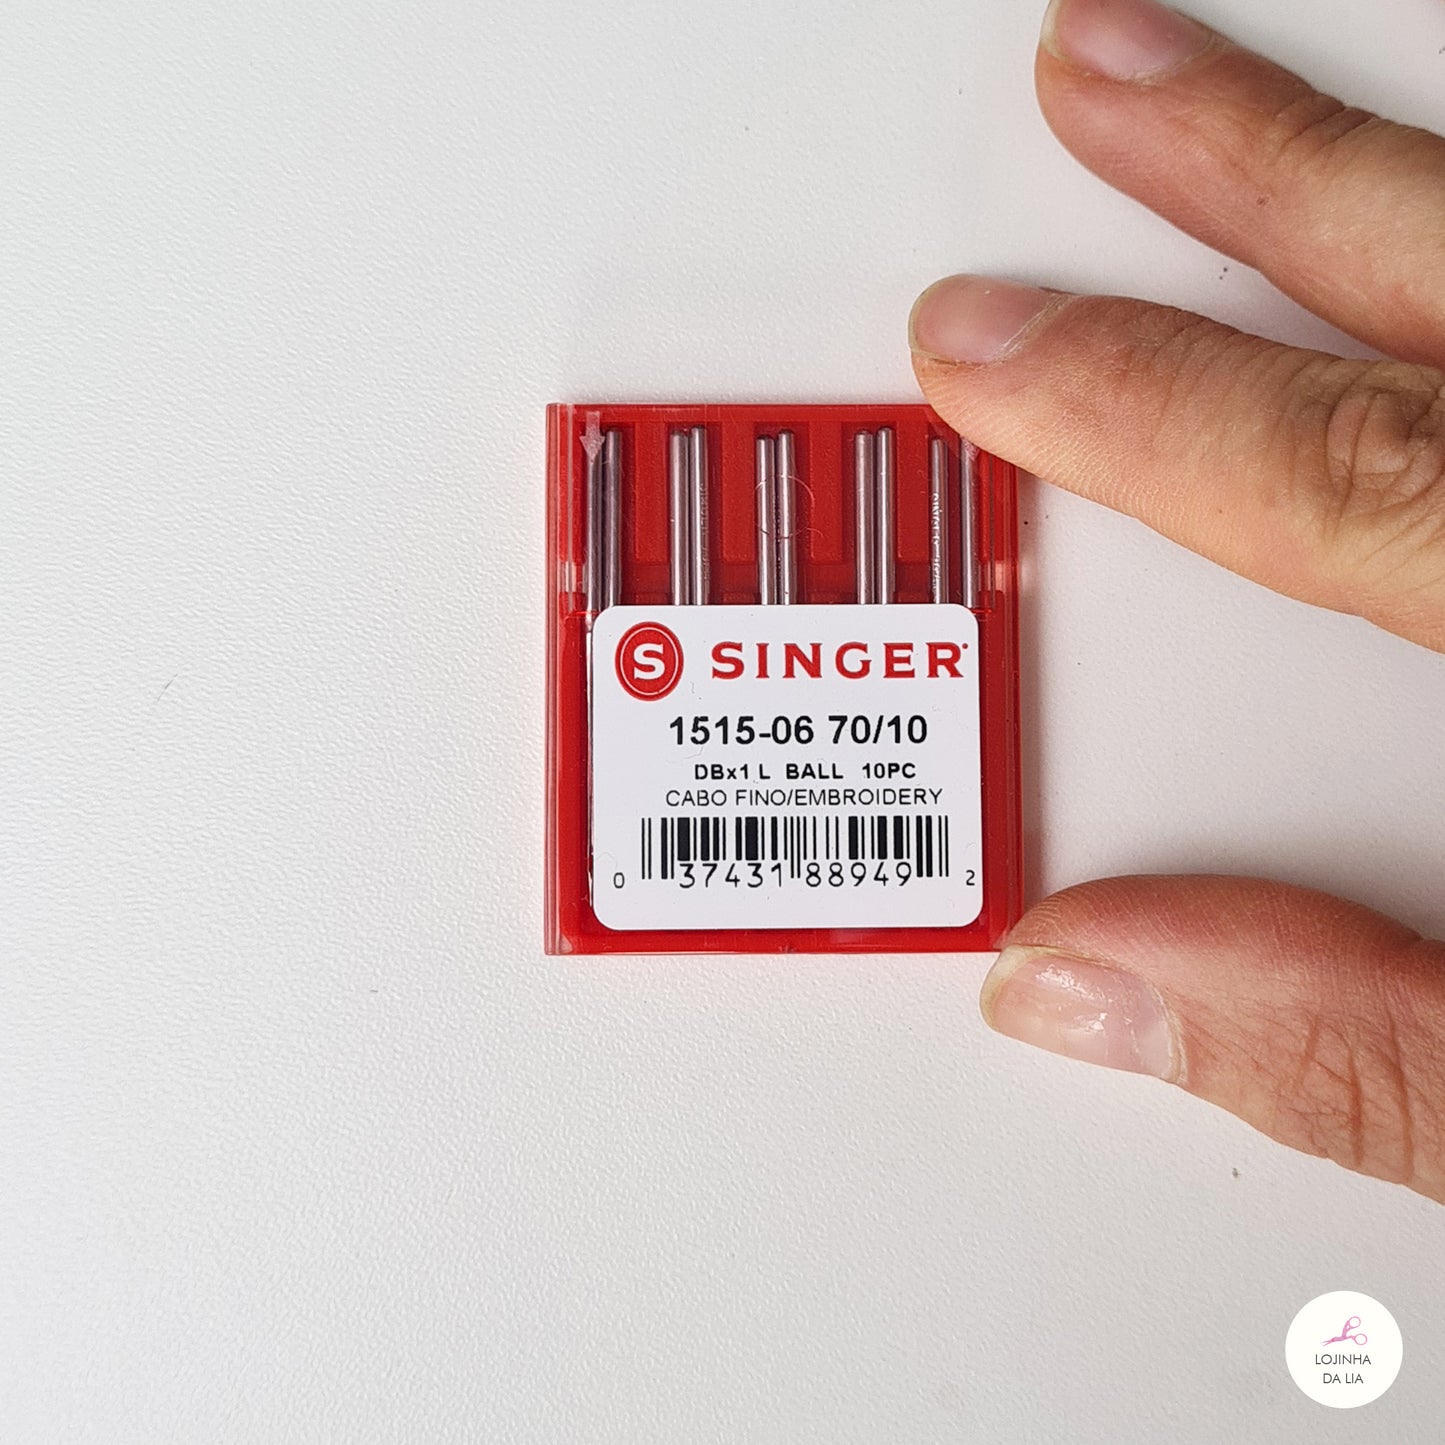 S SINGER
1515-06 70/10
DBx1 L BALL 10PC
CABO FINO/EMBROIDERY
0 37431 88949 2
LOJINHA
DA LIA